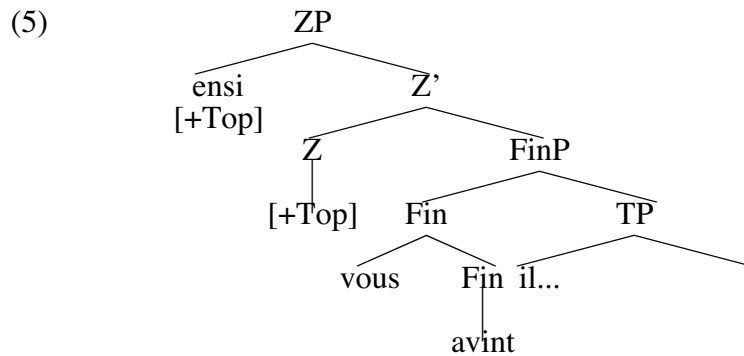 (5) ZP
ensi Z’
[+Top]
Z FinP
[+Top] Fin TP
vous Fin il...
avint